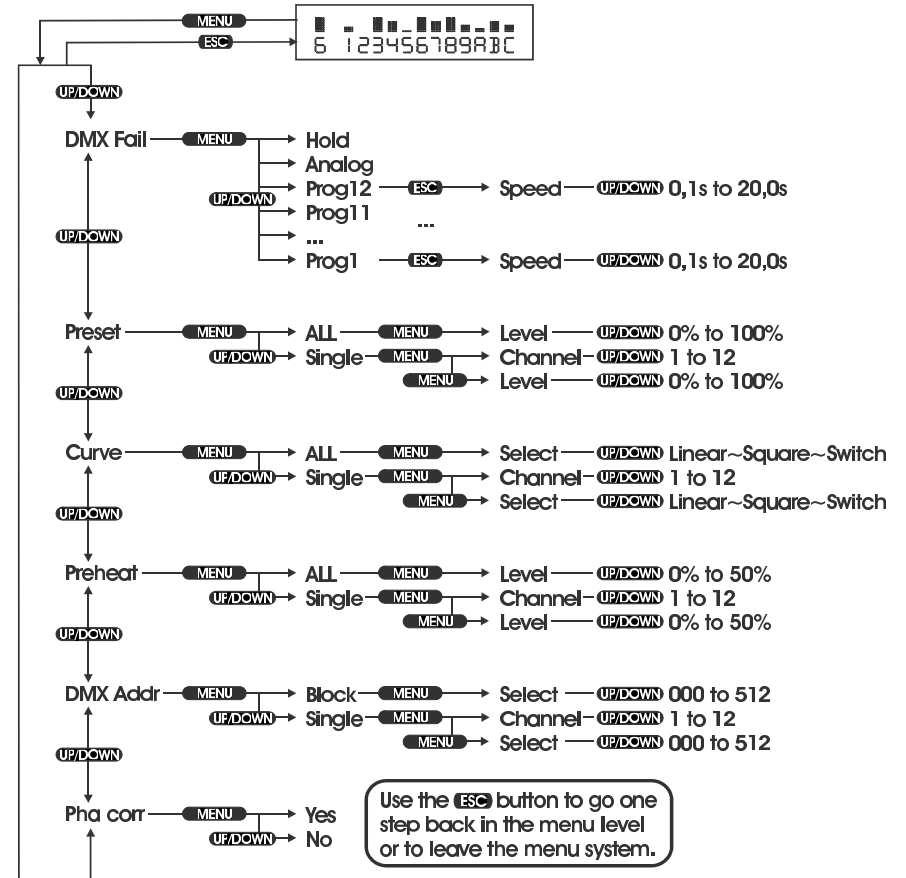 MENU
ESC
6 123456789ABC
UP/DOWN
DMX Fail MENU Hold
Analog
UP/DOWN Prog12 ESC Speed UP/DOWN 0,1s to 20,0s
Prog11 ...
UP/DOWN
...
Prog1 ESC Speed UP/DOWN 0,1s to 20,0s
Preset MENU ALL MENU Level UP/DOWN 0% to 100%
UP/DOWN Single MENU Channel UP/DOWN 1 to 12
UP/DOWN MENU Level UP/DOWN 0% to 100%
Curve MENU ALL MENU Select UP/DOWN Linear~Square~Switch
UP/DOWN Single MENU Channel UP/DOWN 1 to 12
UP/DOWN MENU Select UP/DOWN Linear~Square~Switch
Preheat MENU ALL MENU Level UP/DOWN 0% to 50%
UP/DOWN Single MENU Channel UP/DOWN 1 to 12
UP/DOWN MENU Level UP/DOWN 0% to 50%
DMX Addr MENU Block MENU Select UP/DOWN 000 to 512
UP/DOWN Single MENU Channel UP/DOWN 1 to 12
UP/DOWN MENU Select UP/DOWN 000 to 512
Pha corr MENU Yes
UP/DOWN No
Use the ESC button to go one
step back in the menu level
or to leave the menu system.